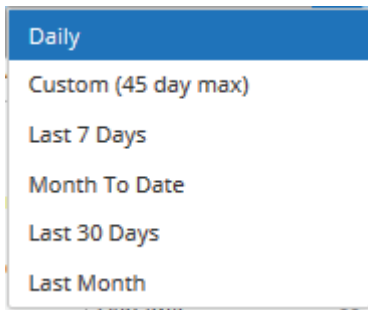 Daily
Custom (45 day max)
Last 7 Days
Month To Date
Last 30 Days
Last Month